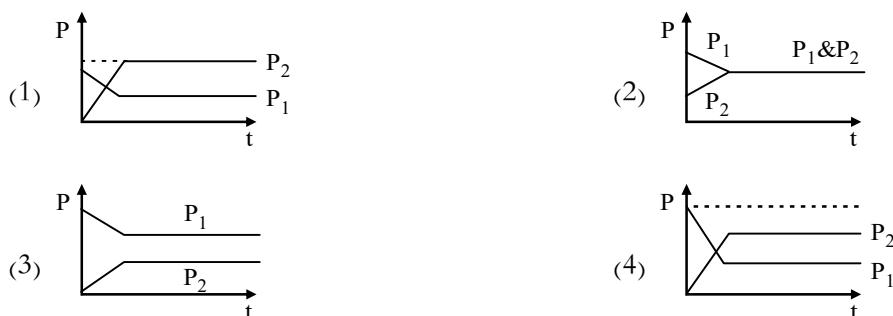 (1) P P₂ P₁ t
(2) P P₁ P₂ P₁&P₂ t
(3) P P₁ P₂ t
(4) P P₂ P₁ t